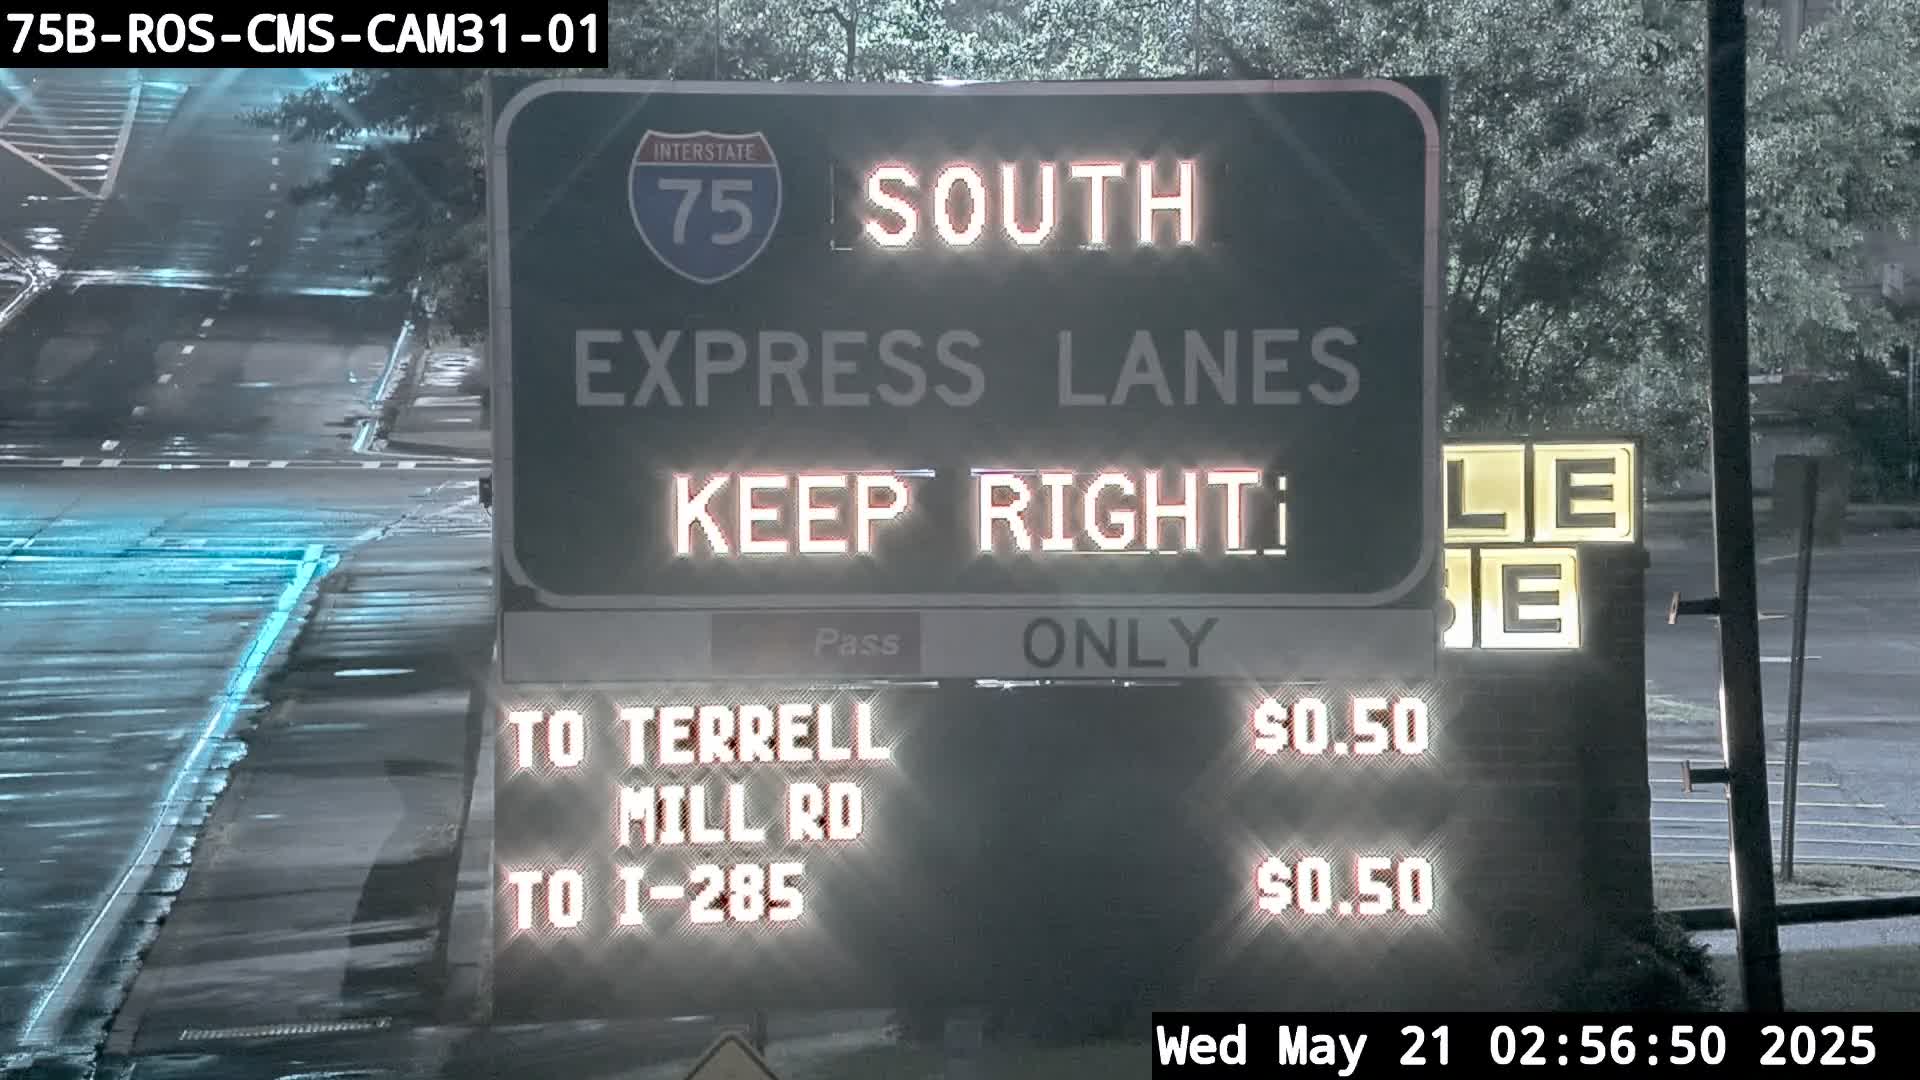 75B-ROS-CMS-CAM31-01
INTERSTATE
75
SOUTH
EXPRESS LANES
KEEP RIGHT
LE
E
Pass ONLY
TO TERRELL $0.50
MILL RD
TO I-285 $0.50
Wed May 21 02:56:50 2025